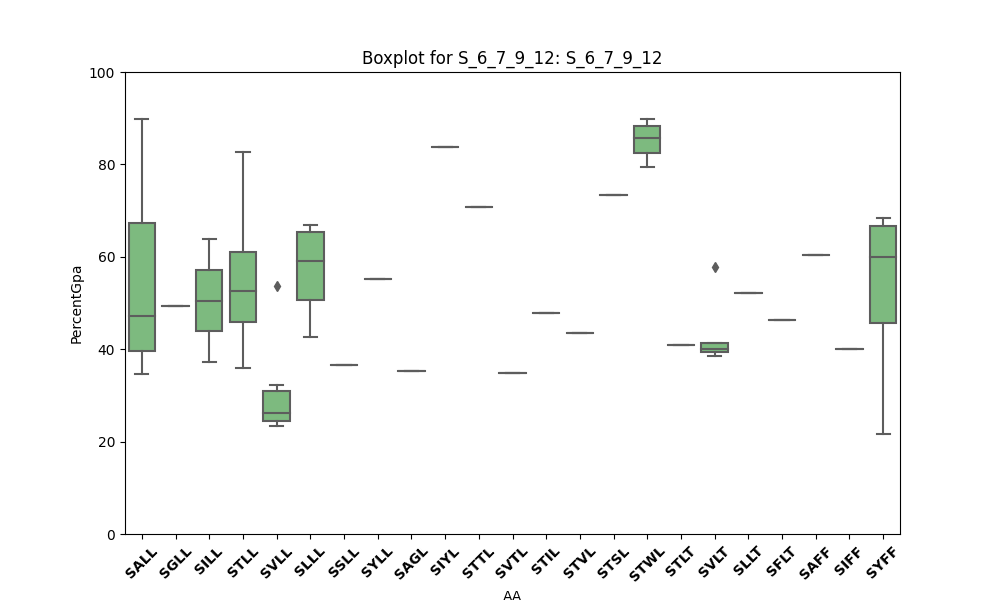 Boxplot for S_6_7_9_12: S_6_7_9_12
100
80
60
40
20
0
PercentGpa
SALL SGLL SILL STLL SVLL SLLL SSLL SYLL SAGL SIYL STTL SVTL STIL STVL STSL STWL STLT SVLT SLLT SFLT SAFF SIFF SYFF
AA